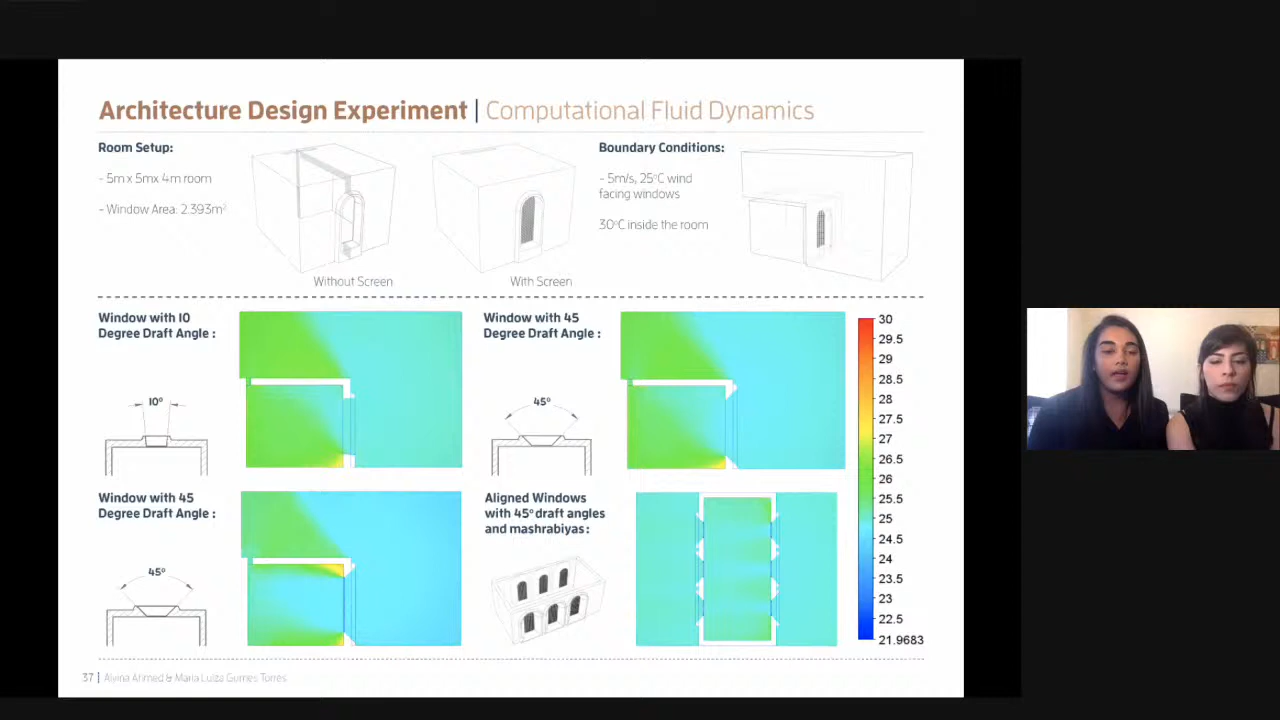 Architecture Design Experiment | Computational Fluid Dynamics
Room Setup:
- 5m x 5mx 4m room
- Window Area: 2.393m²
Without Screen
With Screen
Boundary Conditions:
- 5m/s, 25°C wind
facing windows
30°C inside the room
Window with 10
Degree Draft Angle :
10°
Window with 45
Degree Draft Angle :
45°
Window with 45
Degree Draft Angle :
45°
Aligned Windows
with 45° draft angles
and mashrabiyas :
30
29.5
29
28.5
28
27.5
27
26.5
26
25.5
25
24.5
24
23.5
23
22.5
21.9683
37 | Alyina Ahmed & Maria Luiza Gumes Torres